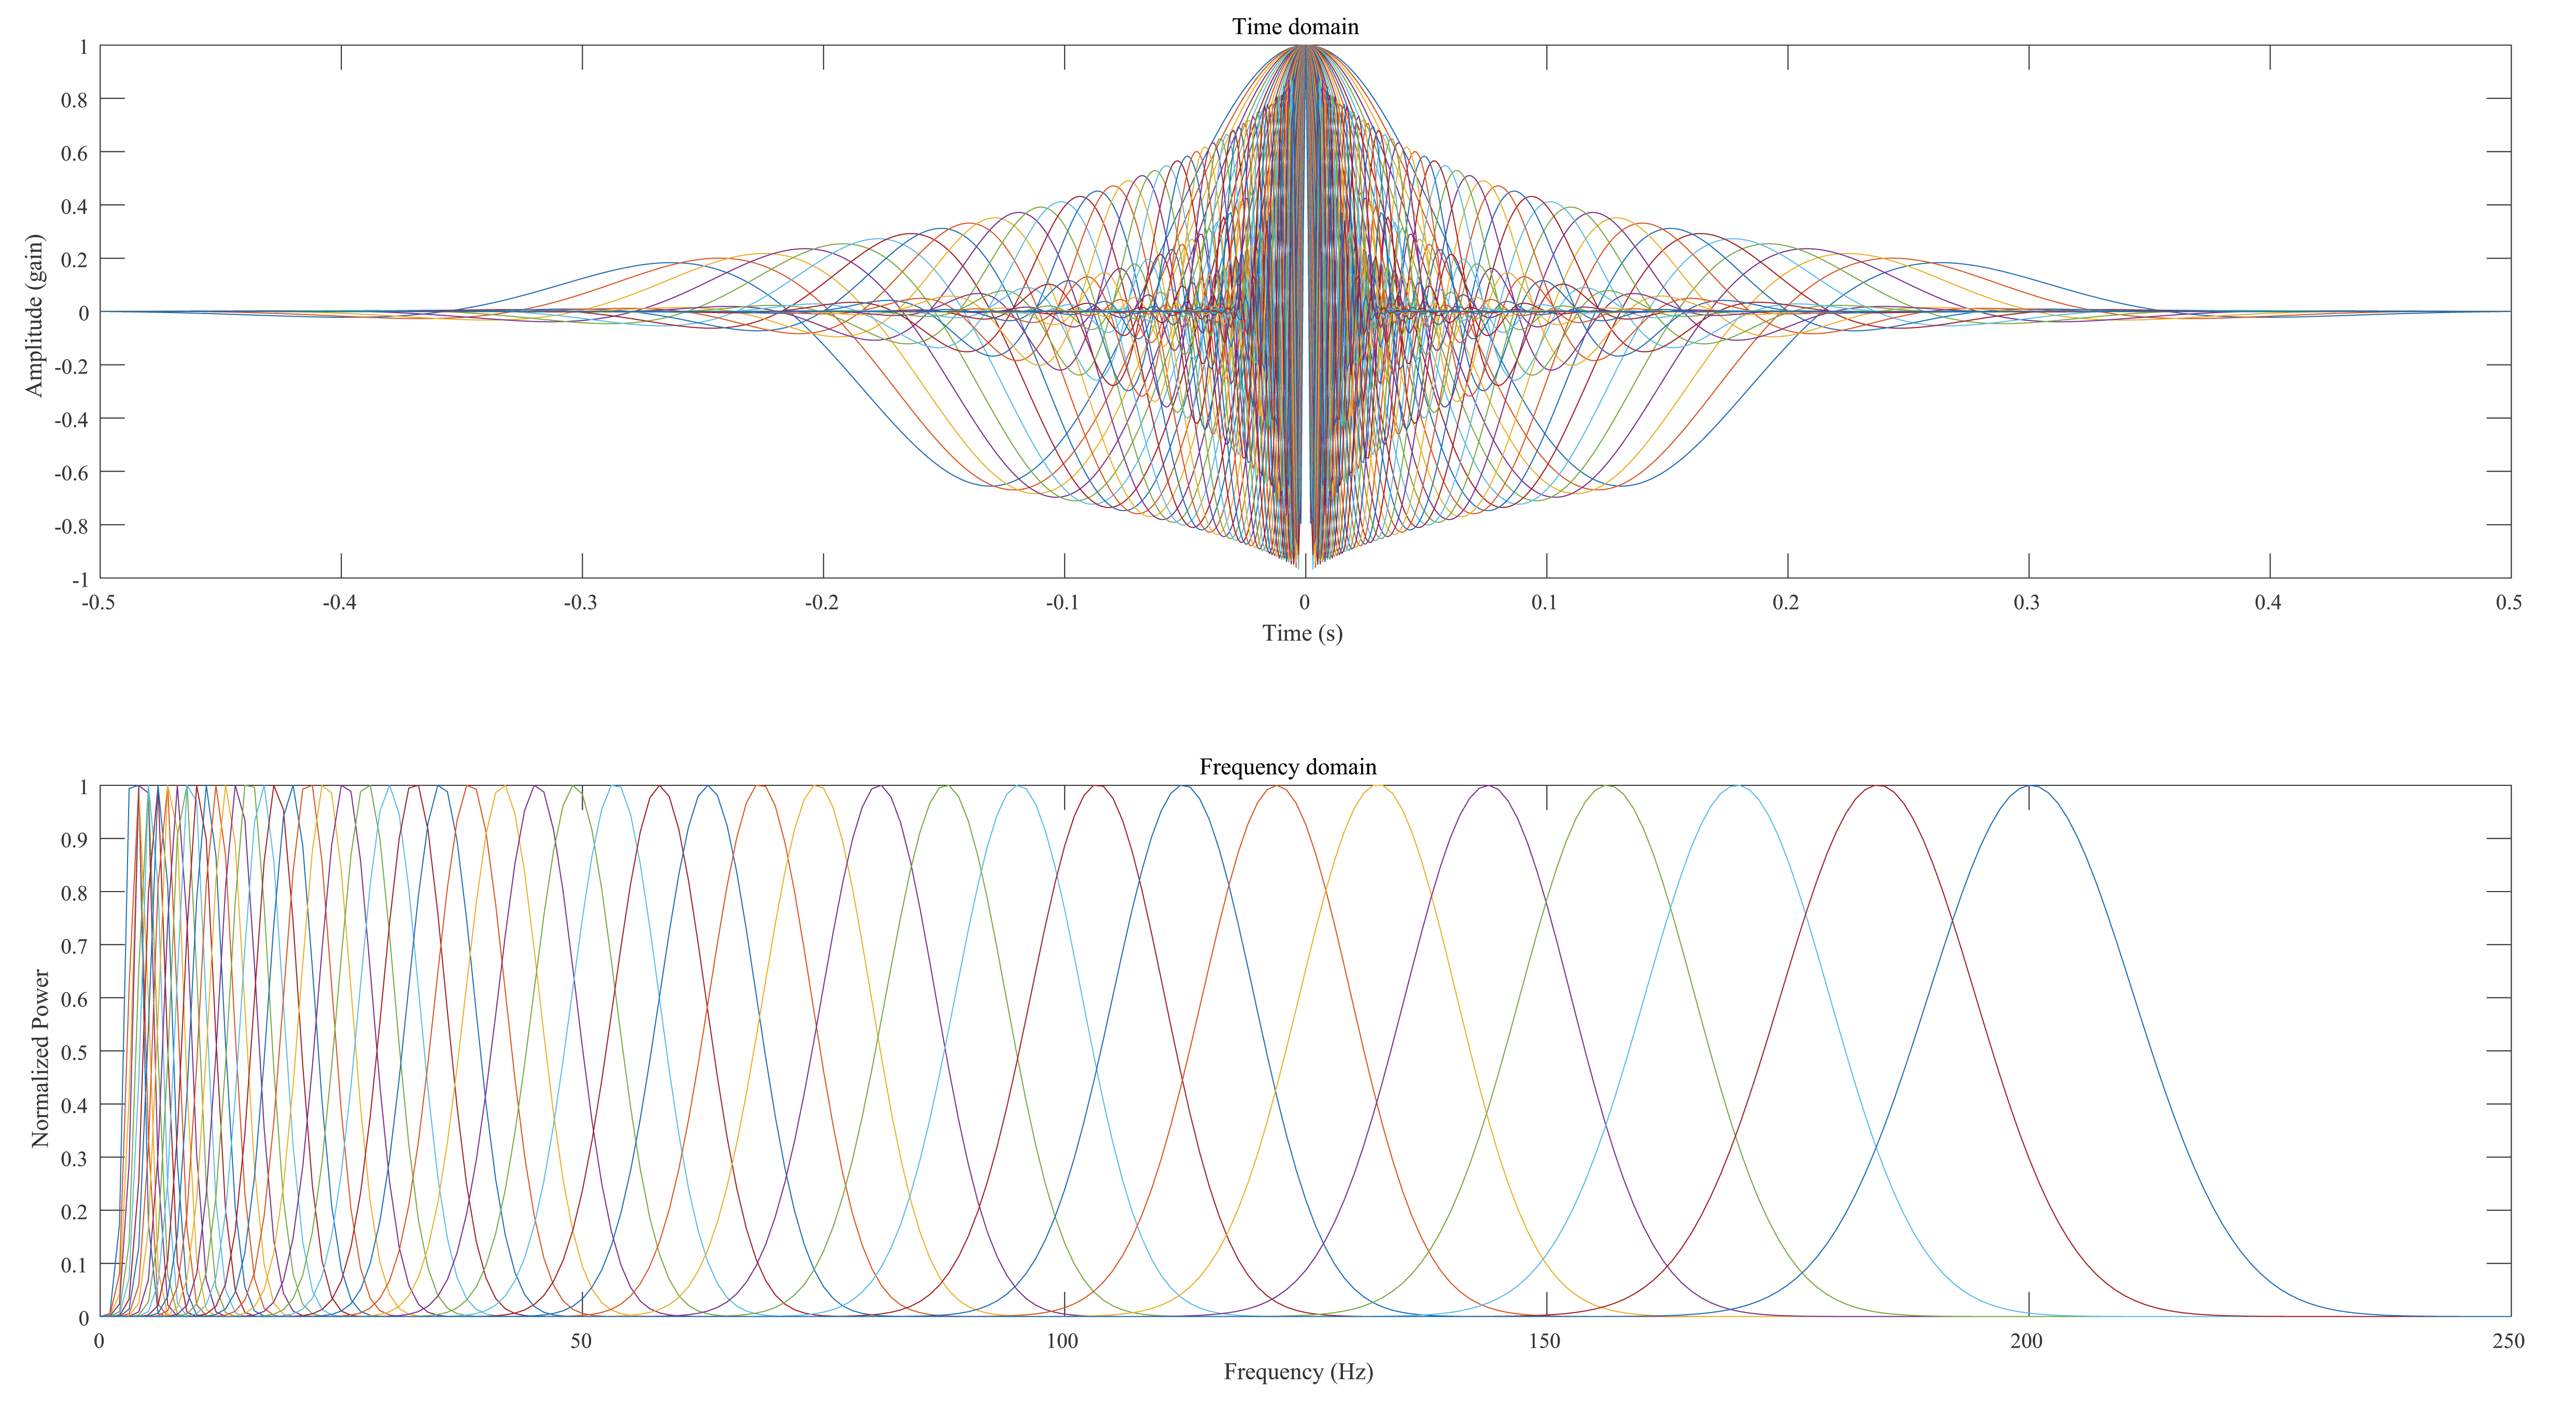 Time domain
1
0.8
0.6
0.4
0.2
0
-0.2
-0.4
-0.6
-0.8
-1
Amplitude (gain)
-0.5 -0.4 -0.3 -0.2 -0.1 0 0.1 0.2 0.3 0.4 0.5
Time (s)
Frequency domain
1
0.9
0.8
0.7
0.6
0.5
0.4
0.3
0.2
0.1
0
Normalized Power
0 50 100 150 200 250
Frequency (Hz)